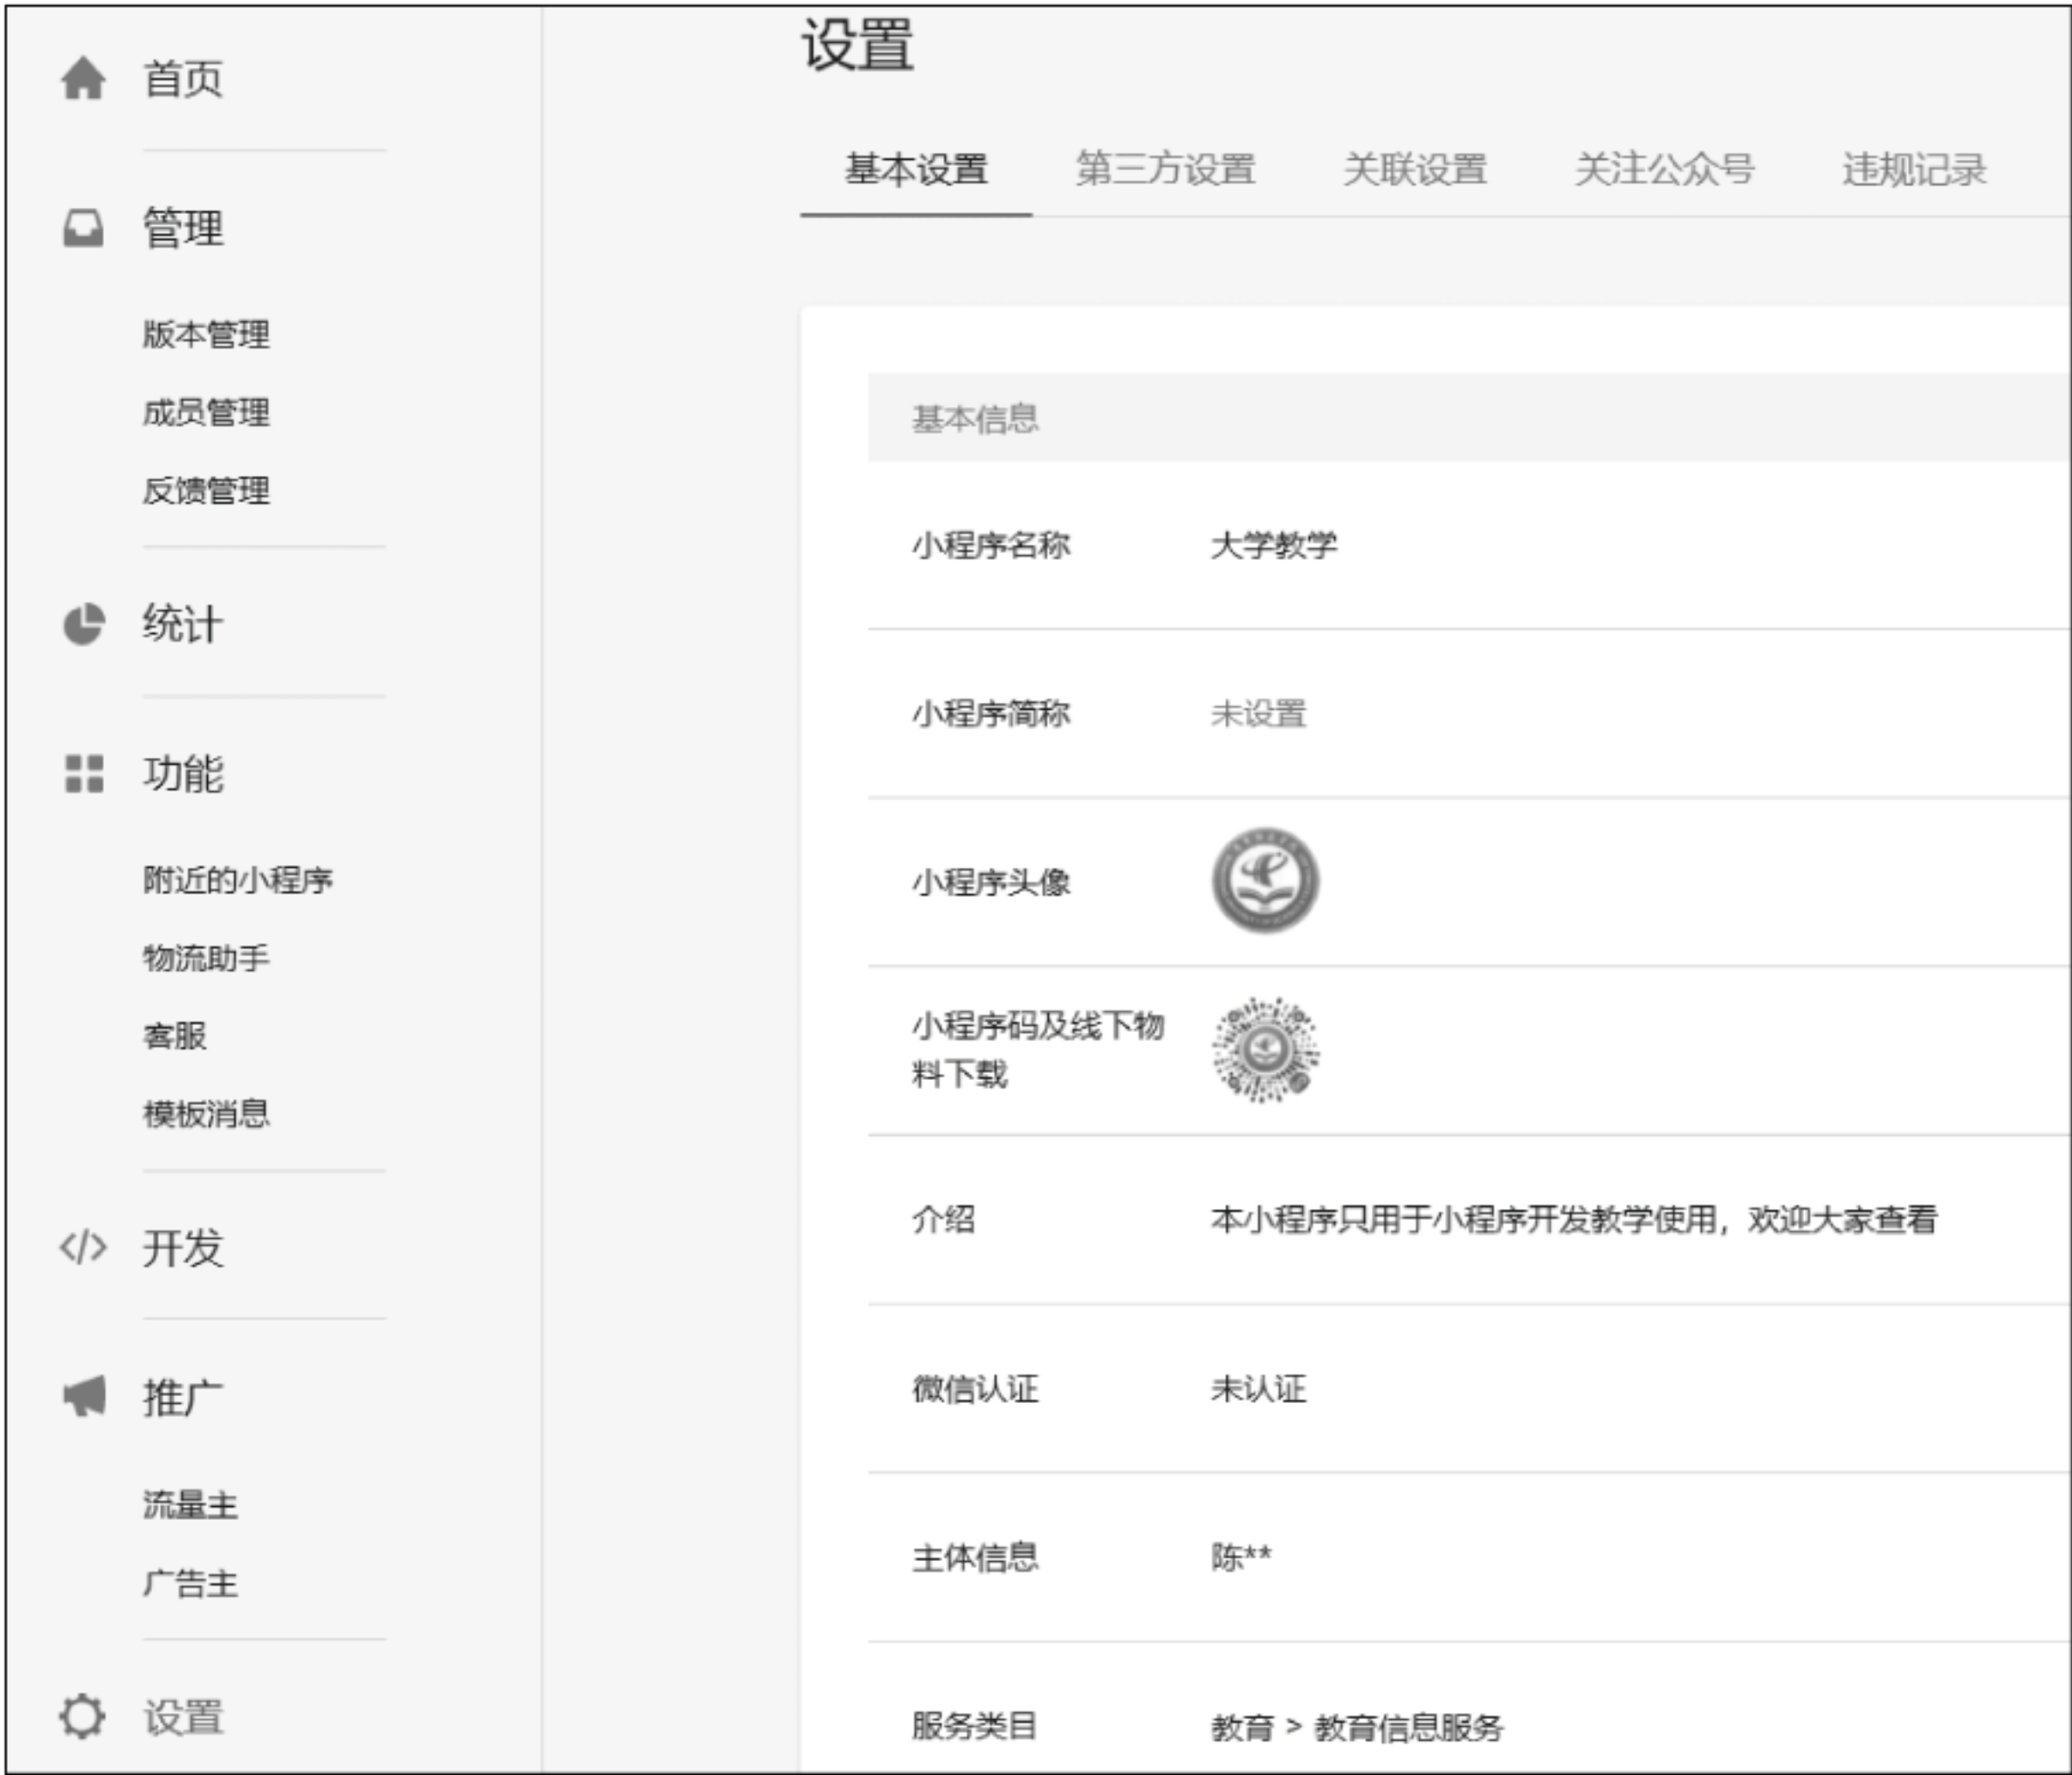 首页
管理
版本管理
成员管理
反馈管理
统计
功能
附近的小程序
物流助手
客服
模板消息
开发
推广
流量主
广告主
设置
设置
基本设置 第三方设置 关联设置 关注公众号 违规记录
基本信息
小程序名称 大学教学
小程序简称 未设置
小程序头像
小程序码及线下物
料下载
介绍 本小程序只用于小程序开发教学使用，欢迎大家查看
微信认证 未认证
主体信息 陈**
服务类目 教育 > 教育信息服务